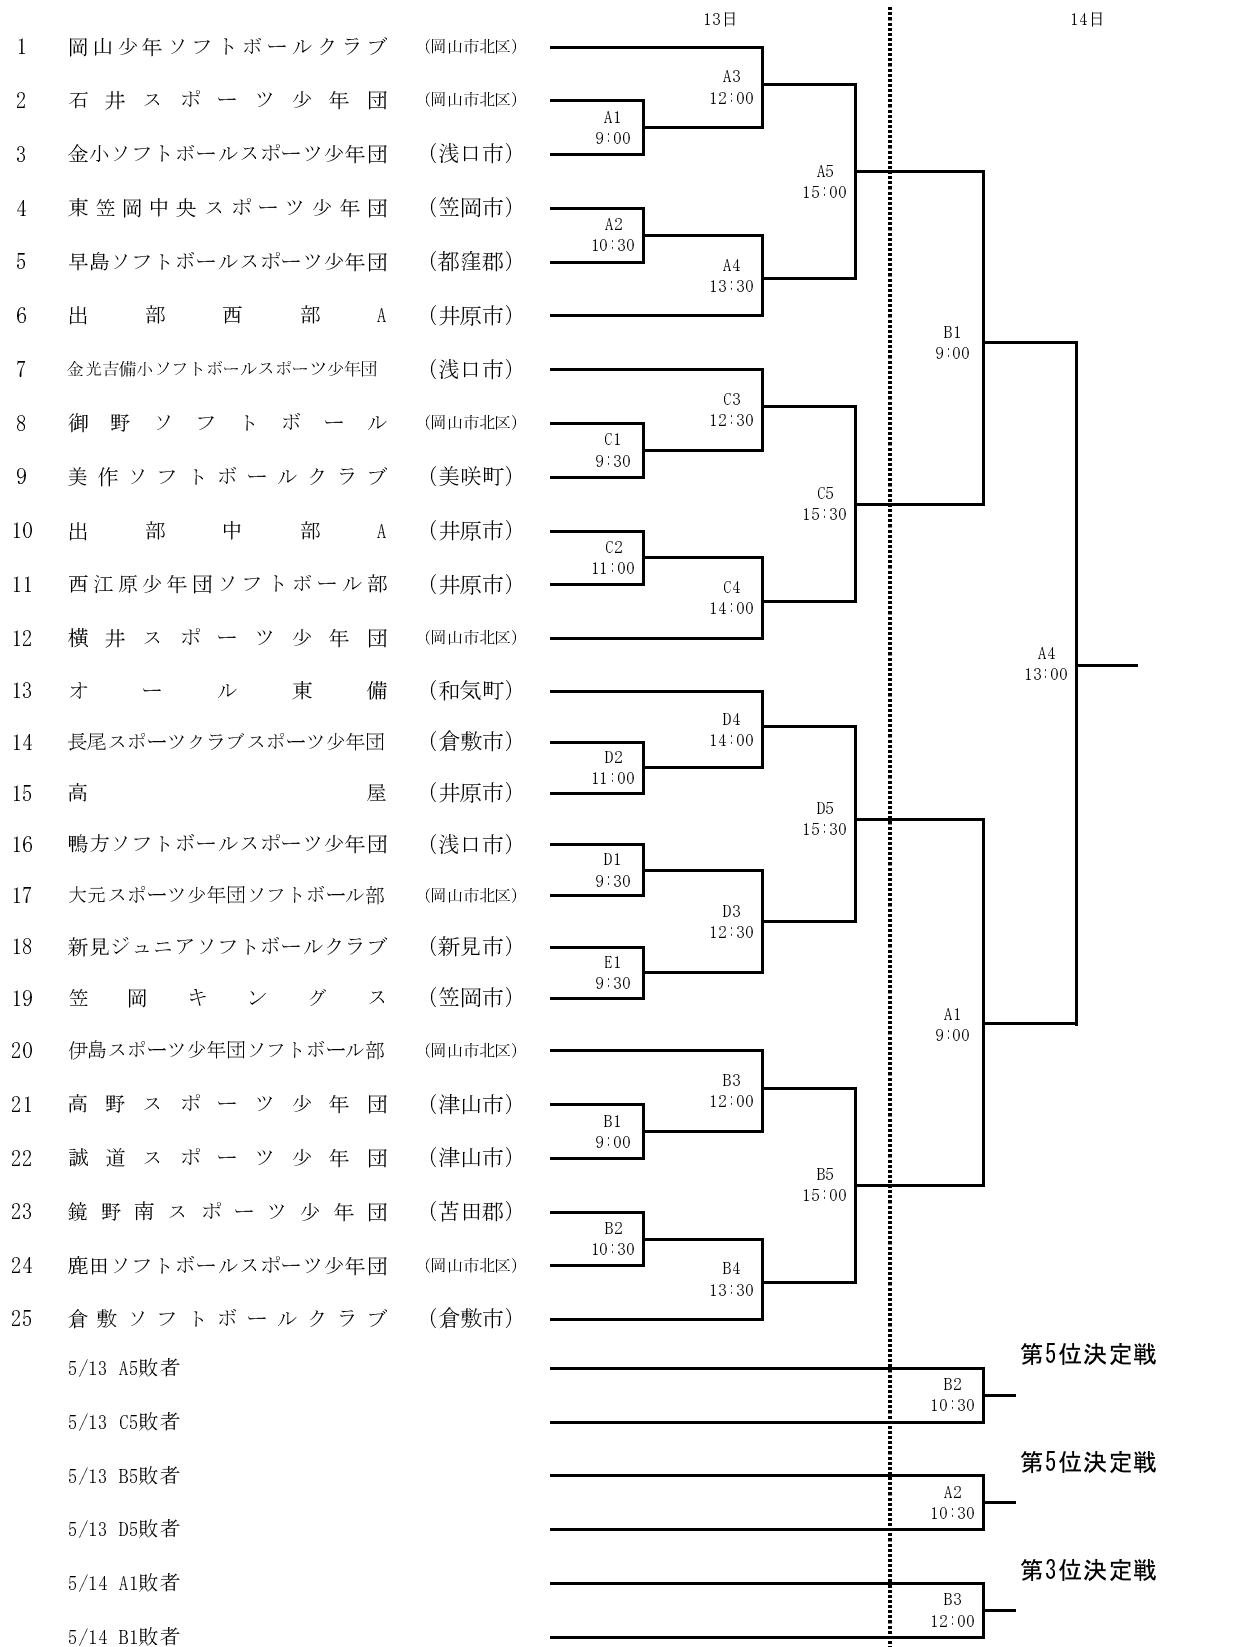 13日 14日
1 岡山少年ソフトボールクラブ (岡山市北区)
A3
12:00
2 石井スポーツ少年団 (岡山市北区)
A1
9:00
3 金小ソフトボールスポーツ少年団 (浅口市)
A5
15:00
4 東笠岡中央スポーツ少年団 (笠岡市)
A2
10:30
5 早島ソフトボールスポーツ少年団 (都窪郡)
A4
13:30
6 出部西部A (井原市)
B1
9:00
7 金光吉備小ソフトボールスポーツ少年団 (浅口市)
C3
12:30
8 御野ソフトボール (岡山市北区)
C1
9:30
9 美作ソフトボールクラブ (美咲町)
C5
15:30
10 出部中部A (井原市)
C2
11:00
11 西江原少年団ソフトボール部 (井原市)
C4
14:00
12 横井スポーツ少年団 (岡山市北区)
A4
13:00
13 オール東備 (和気町)
D4
14:00
14 長尾スポーツクラブスポーツ少年団 (倉敷市)
D2
11:00
15 高屋 (井原市)
D5
15:30
16 鴨方ソフトボールスポーツ少年団 (浅口市)
D1
9:30
17 大元スポーツ少年団ソフトボール部 (岡山市北区)
D3
12:30
18 新見ジュニアソフトボールクラブ (新見市)
E1
9:30
19 笠岡キングス (笠岡市)
A1
9:00
20 伊島スポーツ少年団ソフトボール部 (岡山市北区)
B3
12:00
21 高野スポーツ少年団 (津山市)
B1
9:00
22 誠道スポーツ少年団 (津山市)
B5
15:00
23 鏡野南スポーツ少年団 (苫田郡)
B2
10:30
24 鹿田ソフトボールスポーツ少年団 (岡山市北区)
B4
13:30
25 倉敷ソフトボールクラブ (倉敷市)
第5位決定戦
5/13 A5敗者
B2
10:30
5/13 C5敗者
第5位決定戦
5/13 B5敗者
A2
10:30
5/13 D5敗者
第3位決定戦
5/14 A1敗者
B3
12:00
5/14 B1敗者